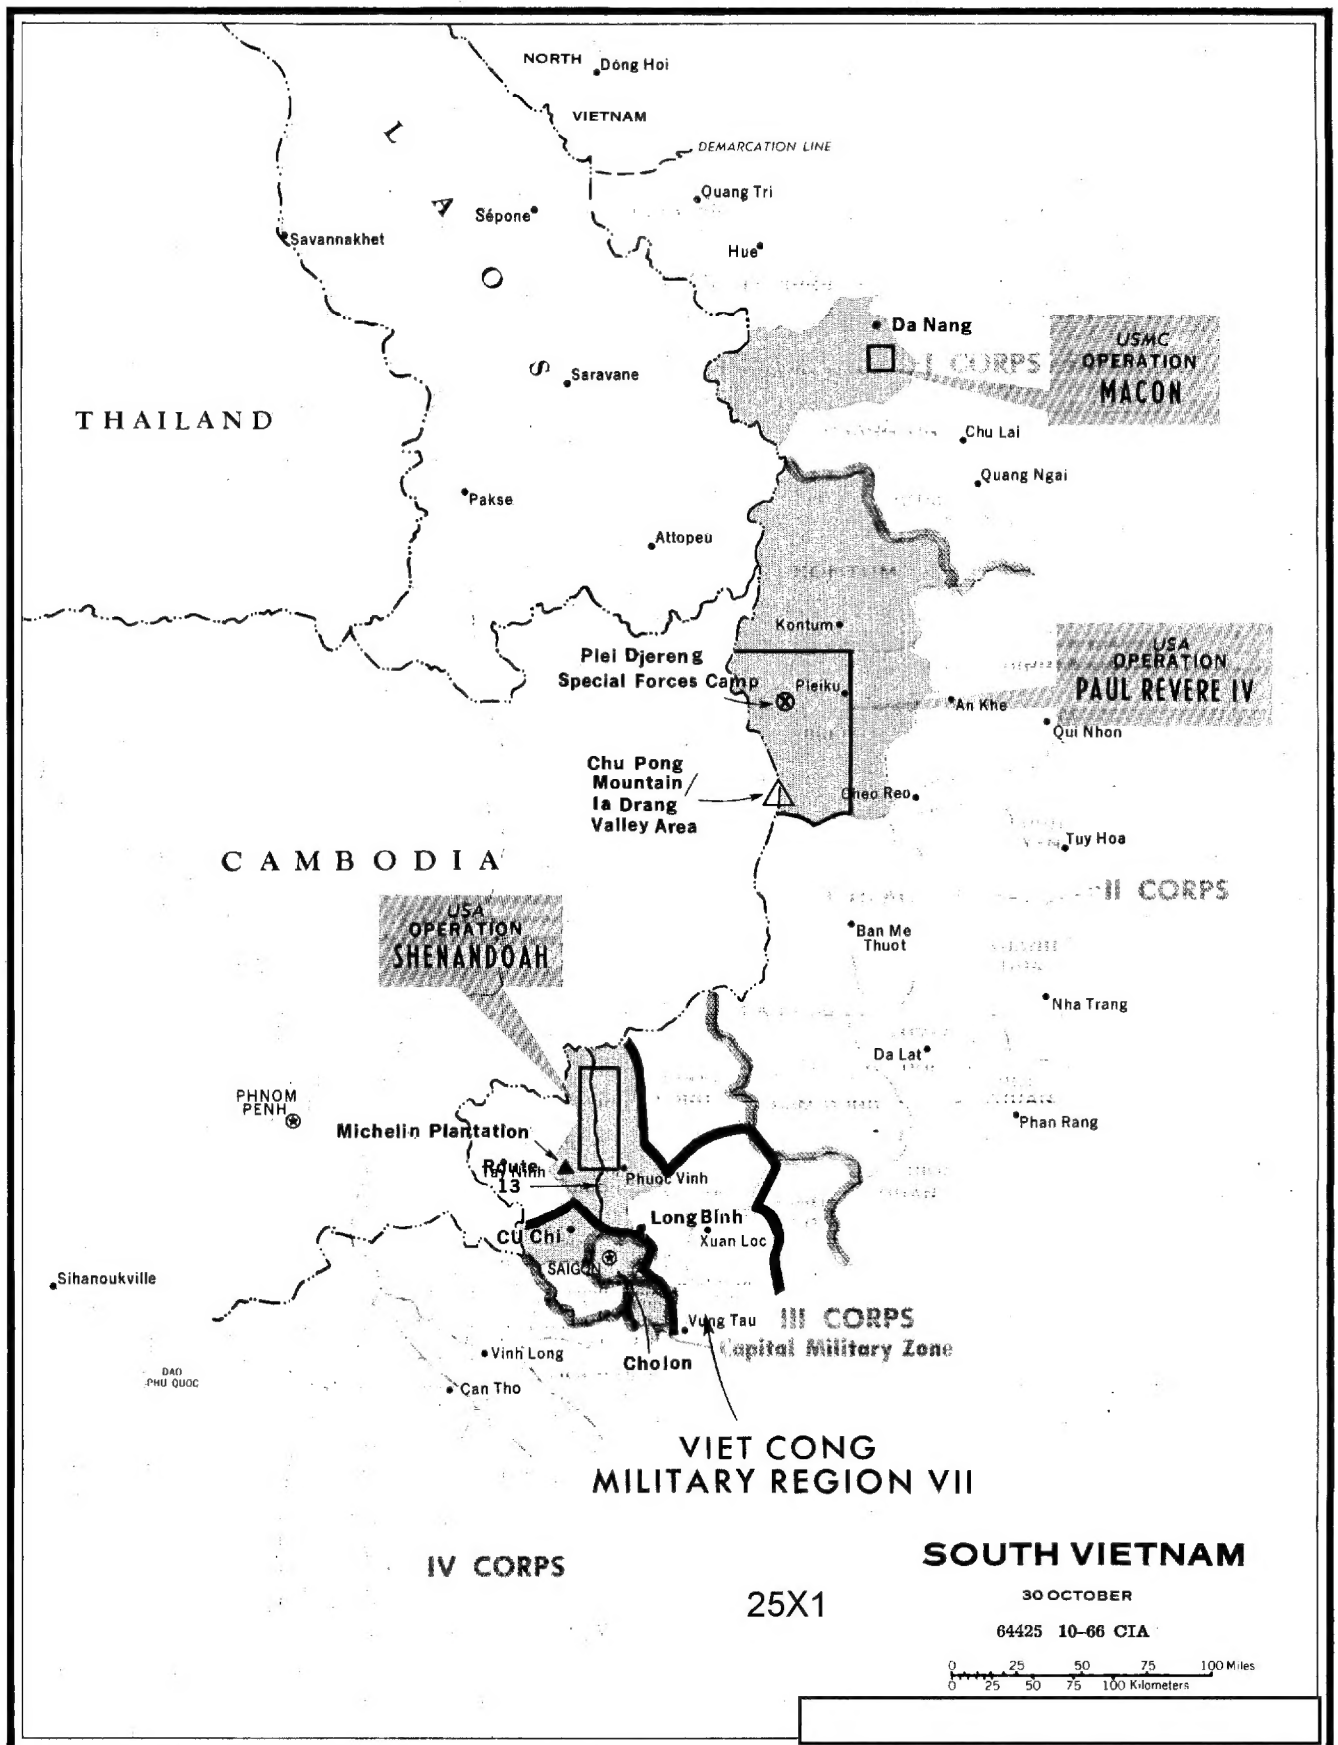 NORTH
Dong Hoi
VIETNAM
DEMARCATION LINE
L A O S
Quang Tri
Sépone
Savannakhet
Hue
Da Nang
USMC
OPERATION
MACON
I CORPS
Saravane
THAILAND
Chu Lai
Quang Ngai
Pakse
Attopeu
KONTUM
Kontum
Plei Djereng
Special Forces Camp
Pleiku
USA
OPERATION
PAUL REVERE IV
An Khe
Qui Nhon
Chu Pong
Mountain /
Ia Drang
Valley Area
Cheo Reo
Tuy Hoa
CAMBODIA
II CORPS
USA
OPERATION
SHENANDOAH
Ban Me
Thuot
Nha Trang
Da Lat
PHNOM
PENH
Phan Rang
Michelin Plantation
Route
13
Tay Ninh
Phuoc Vinh
Long Binh
Cu Chi
Xuan Loc
SAIGON
Sihanoukville
Vung Tau
III CORPS
Capital Military Zone
Vinh Long
Cholon
DAO
PHU QUOC
Can Tho
VIET CONG
MILITARY REGION VII
IV CORPS
SOUTH VIETNAM
30 OCTOBER
25X1
64425 10-66 CIA
0 25 50 75 100 Miles
0 25 50 75 100 Kilometers